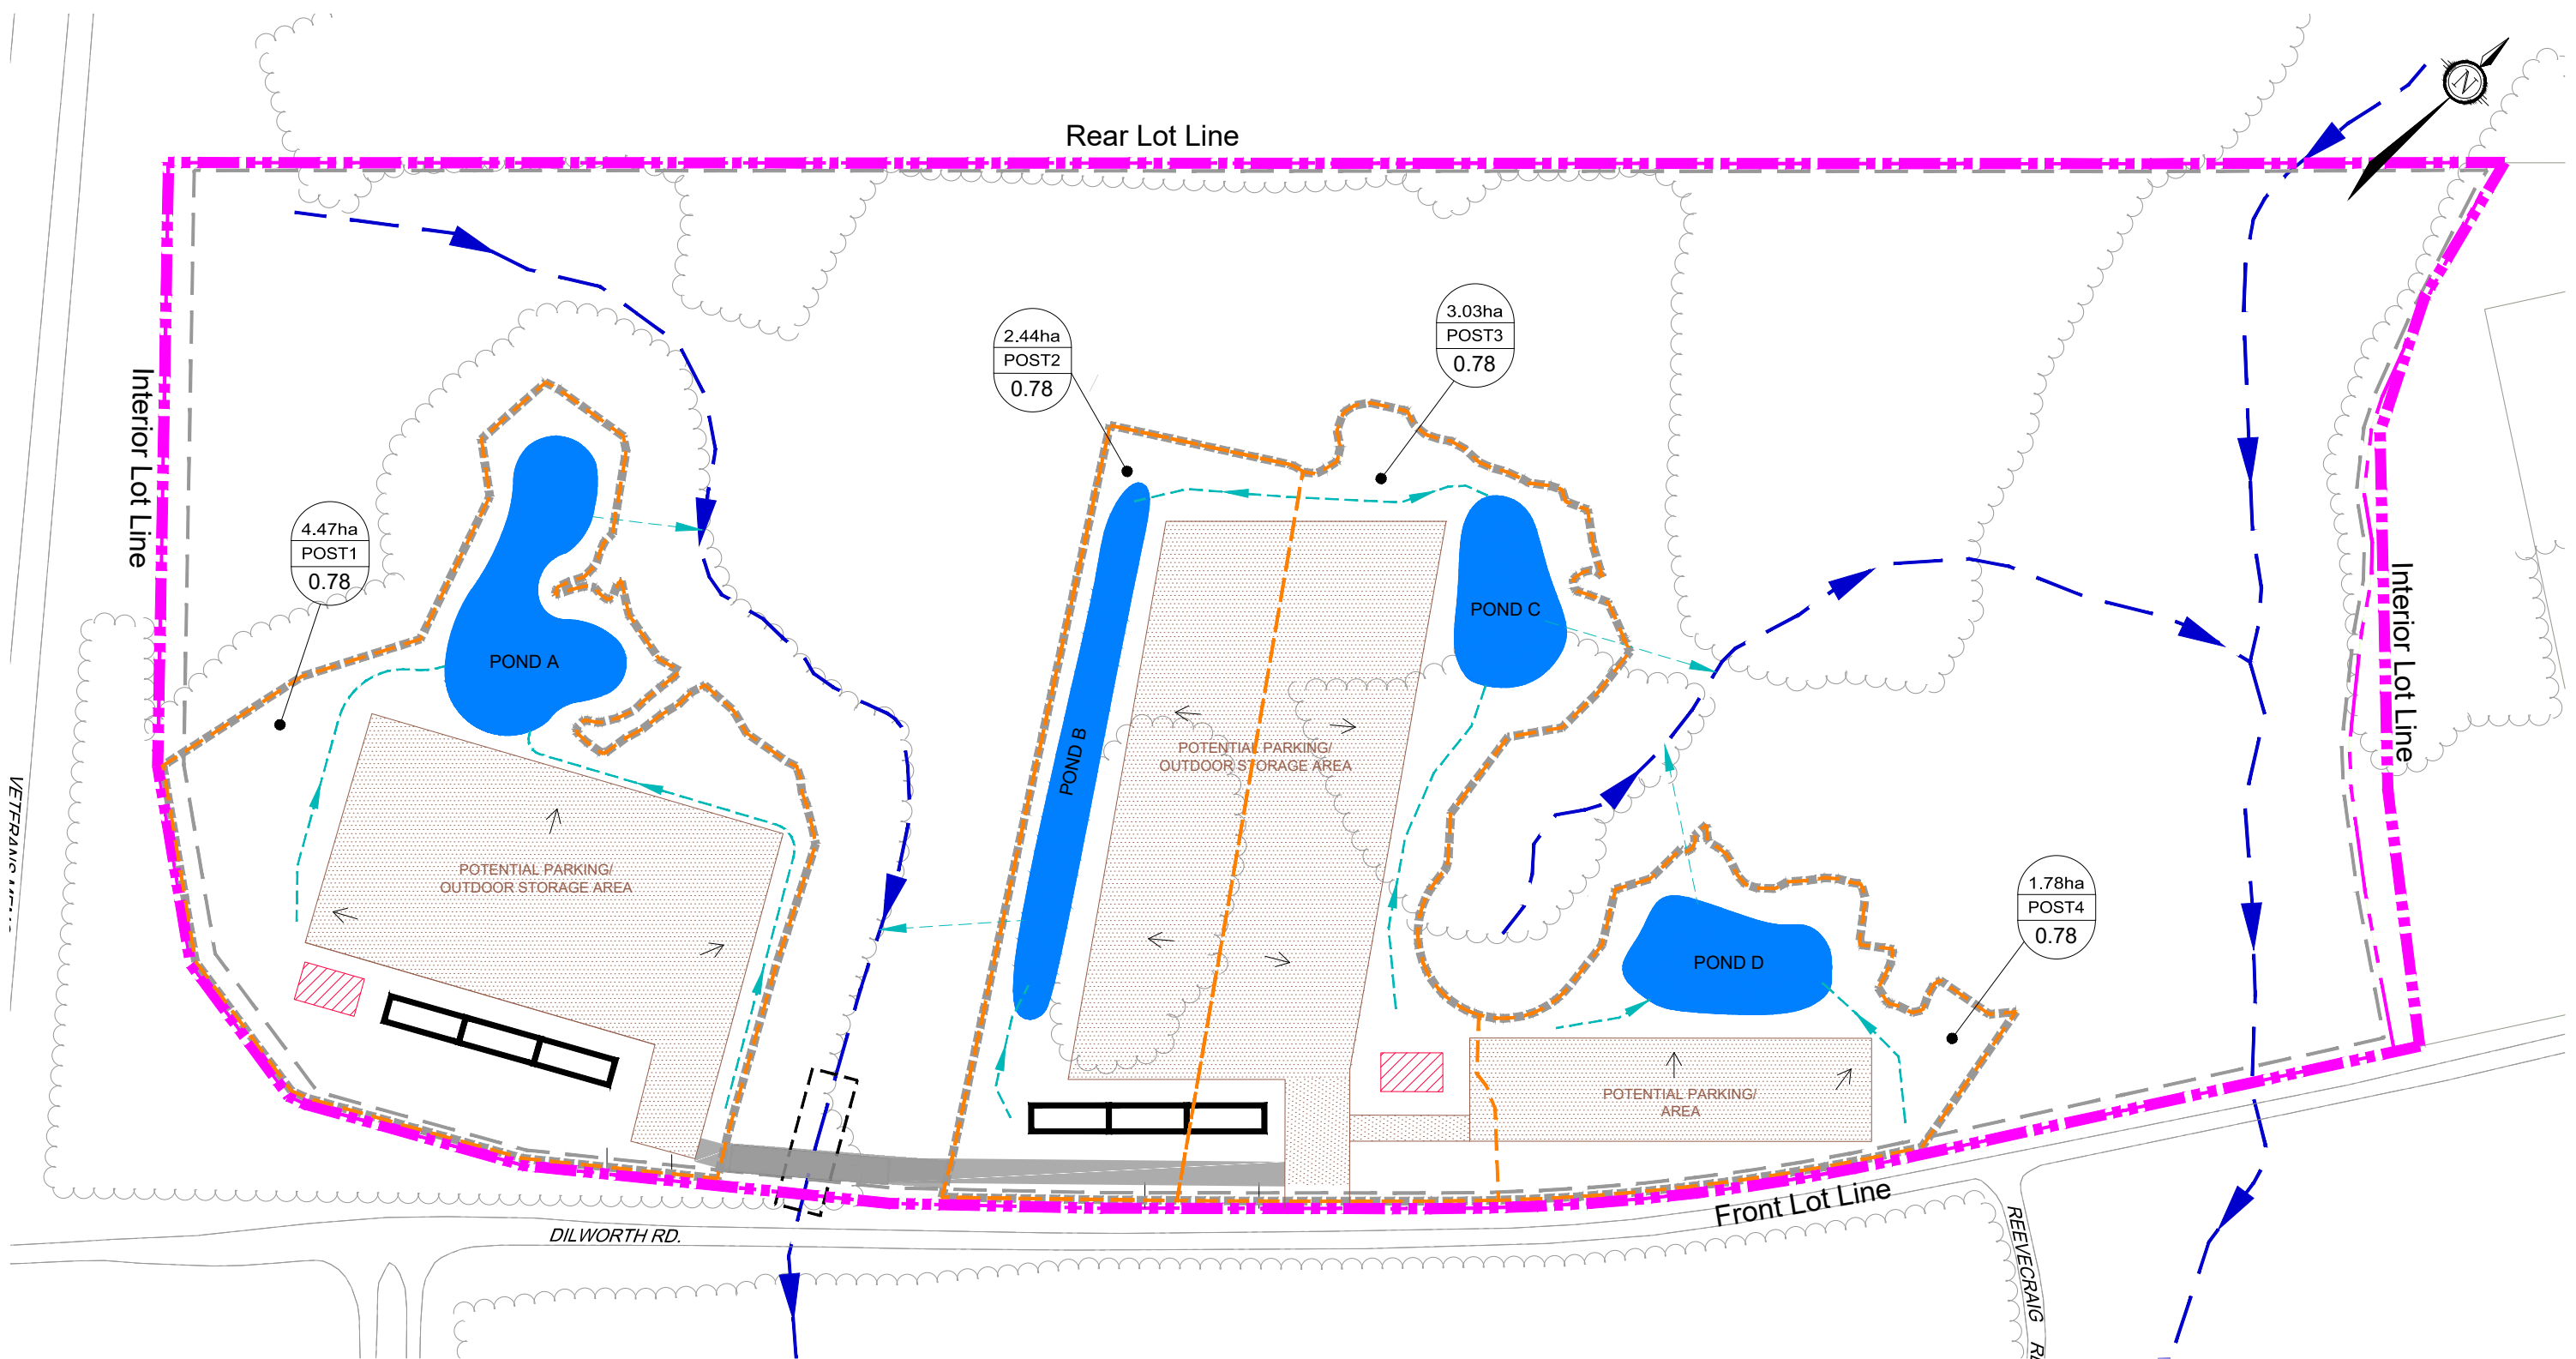 N
Rear Lot Line
3.03ha
POST3
0.78
2.44ha
POST2
0.78
Interior Lot Line
4.47ha
POST1
0.78
Interior Lot Line
POND A
POND B
POND C
POTENTIAL PARKING/
OUTDOOR STORAGE AREA
POTENTIAL PARKING/
OUTDOOR STORAGE AREA
1.78ha
POST4
0.78
POND D
POTENTIAL PARKING/
AREA
Front Lot Line
DILWORTH RD.
REEVECRAIG